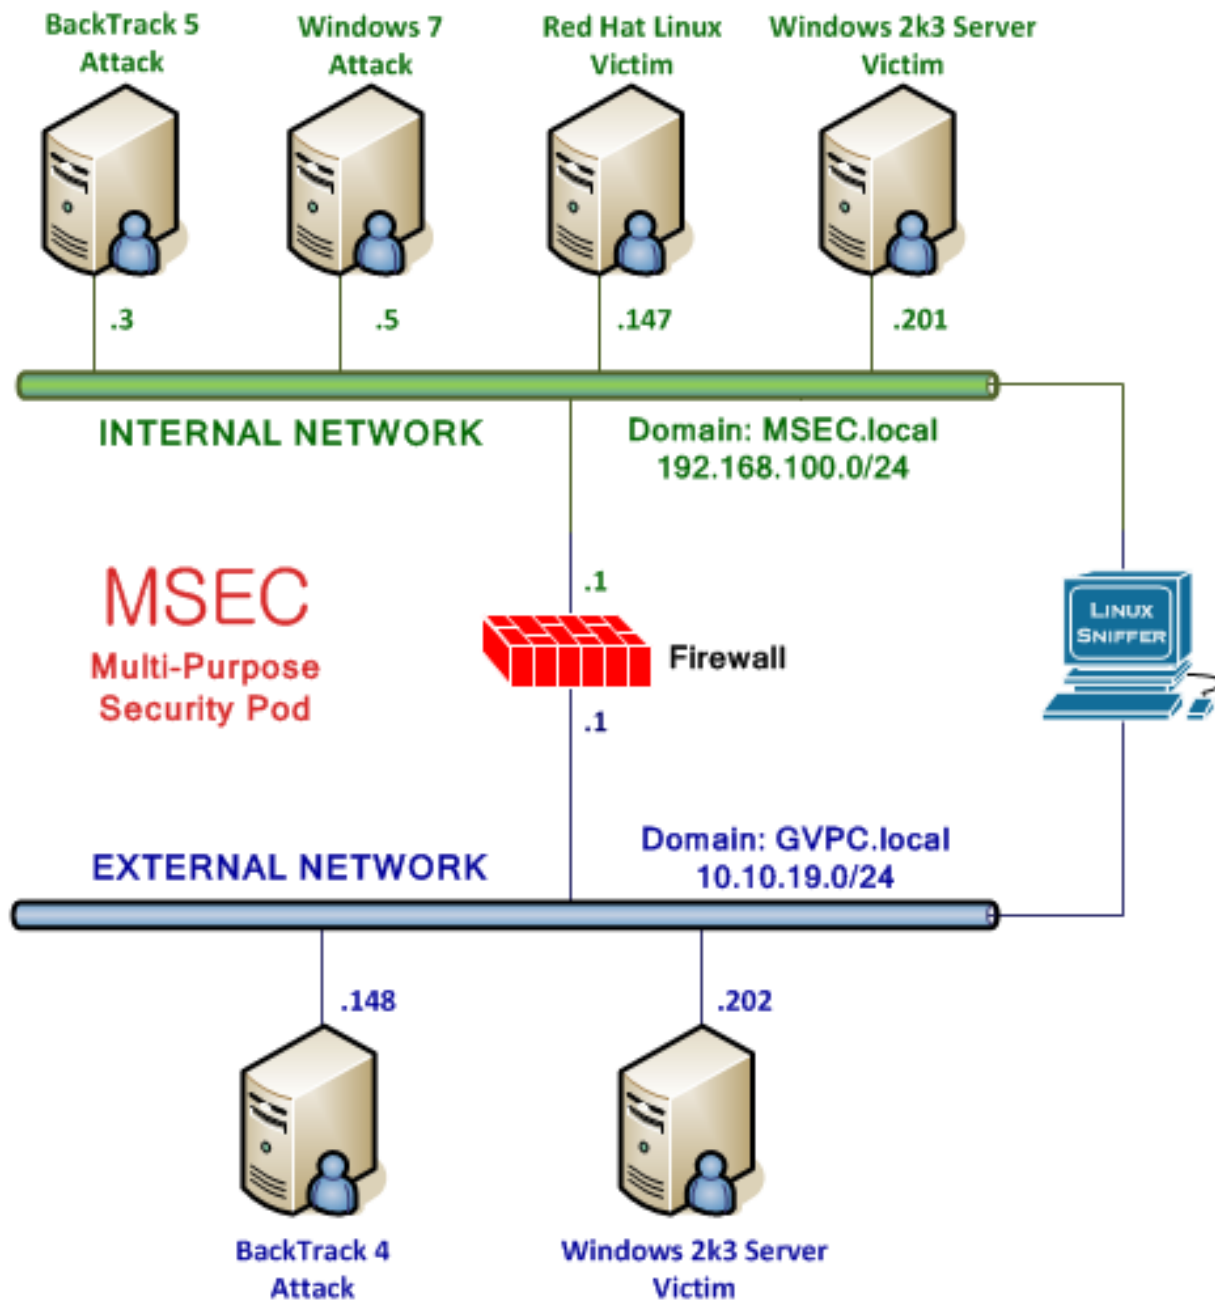 BackTrack 5
Attack
Windows 7
Attack
Red Hat Linux
Victim
Windows 2k3 Server
Victim
.3
.5
.147
.201
INTERNAL NETWORK
Domain: MSEC.local
192.168.100.0/24
MSEC
Multi-Purpose
Security Pod
.1
Firewall
.1
LINUX
SNIFFER
EXTERNAL NETWORK
Domain: GVPC.local
10.10.19.0/24
.148
.202
BackTrack 4
Attack
Windows 2k3 Server
Victim